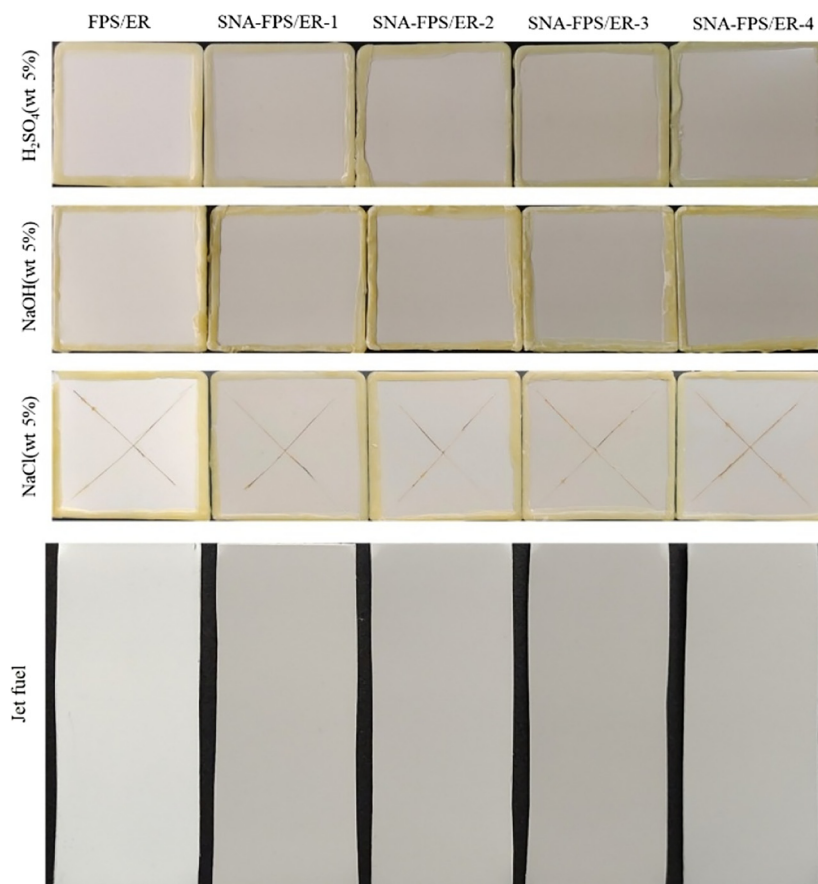 FPS/ER SNA-FPS/ER-1 SNA-FPS/ER-2 SNA-FPS/ER-3 SNA-FPS/ER-4
H₂SO₄(wt 5%)
NaOH(wt 5%)
NaCl(wt 5%)
Jet fuel